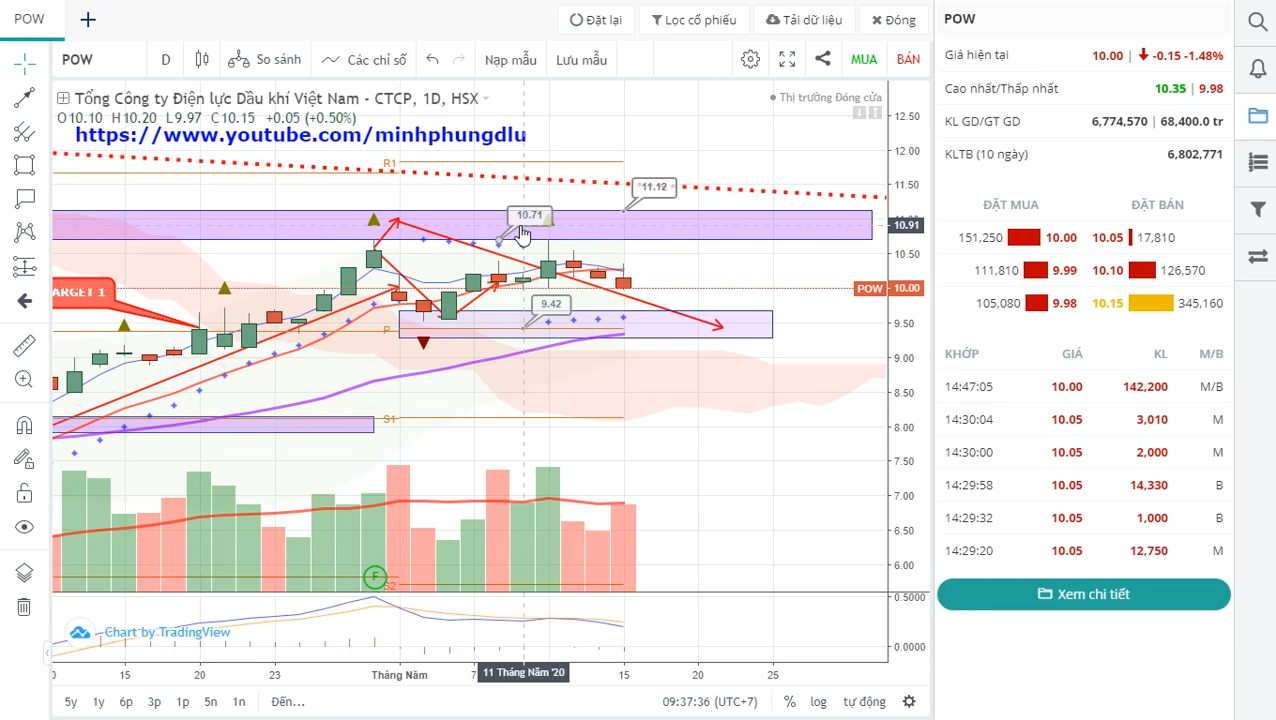 POW
Đặt lại
Lọc cổ phiếu
Tải dữ liệu
Đóng
POW
D
So sánh
Các chỉ số
Nạp mẫu
Lưu mẫu
MUA
BÁN
Tổng Công ty Điện lực Dầu khí Việt Nam - CTCP, 1D, HSX
Thị trường Đóng cửa
O 10.10 H 10.20 L 9.97 C 10.15 +0.05 (+0.50%)
https://www.youtube.com/minhphungdlu
12.50
12.00
11.50
10.91
10.50
POW 10.00
9.50
9.00
8.50
8.00
7.50
7.00
6.50
6.00
0.5000
0.0000
R1
11.12
10.71
ARGET 1
9.42
P
S1
F
S2
Chart by TradingView
15
20
23
Tháng Năm
7
11 Tháng Năm '20
15
20
25
5y
1y
6p
3p
1p
5n
1n
Đến...
09:37:36 (UTC+7)
%
log
tự động
POW
Giá hiện tại
10.00 | -0.15 -1.48%
Cao nhất/Thấp nhất
10.35 | 9.98
KL GD/GT GD
6,774,570 | 68,400.0 tr
KLTB (10 ngày)
6,802,771
ĐẶT MUA
ĐẶT BÁN
151,250 10.00 10.05 17,810
111,810 9.99 10.10 126,570
105,080 9.98 10.15 345,160
KHỚP GIÁ KL M/B
14:47:05 10.00 142,200 M/B
14:30:04 10.05 3,010 M
14:30:00 10.05 2,000 M
14:29:58 10.05 14,330 B
14:29:32 10.05 1,000 B
14:29:20 10.05 12,750 M
Xem chi tiết